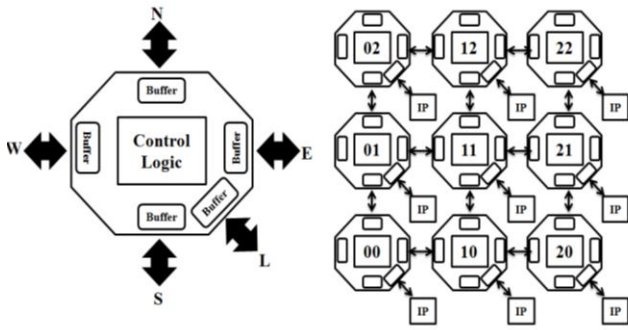 N
Buffer
W
Buffer
Control
Logic
Buffer
E
Buffer
Buffer
L
S
02
12
22
IP
IP
IP
01
11
21
IP
IP
IP
00
10
20
IP
IP
IP